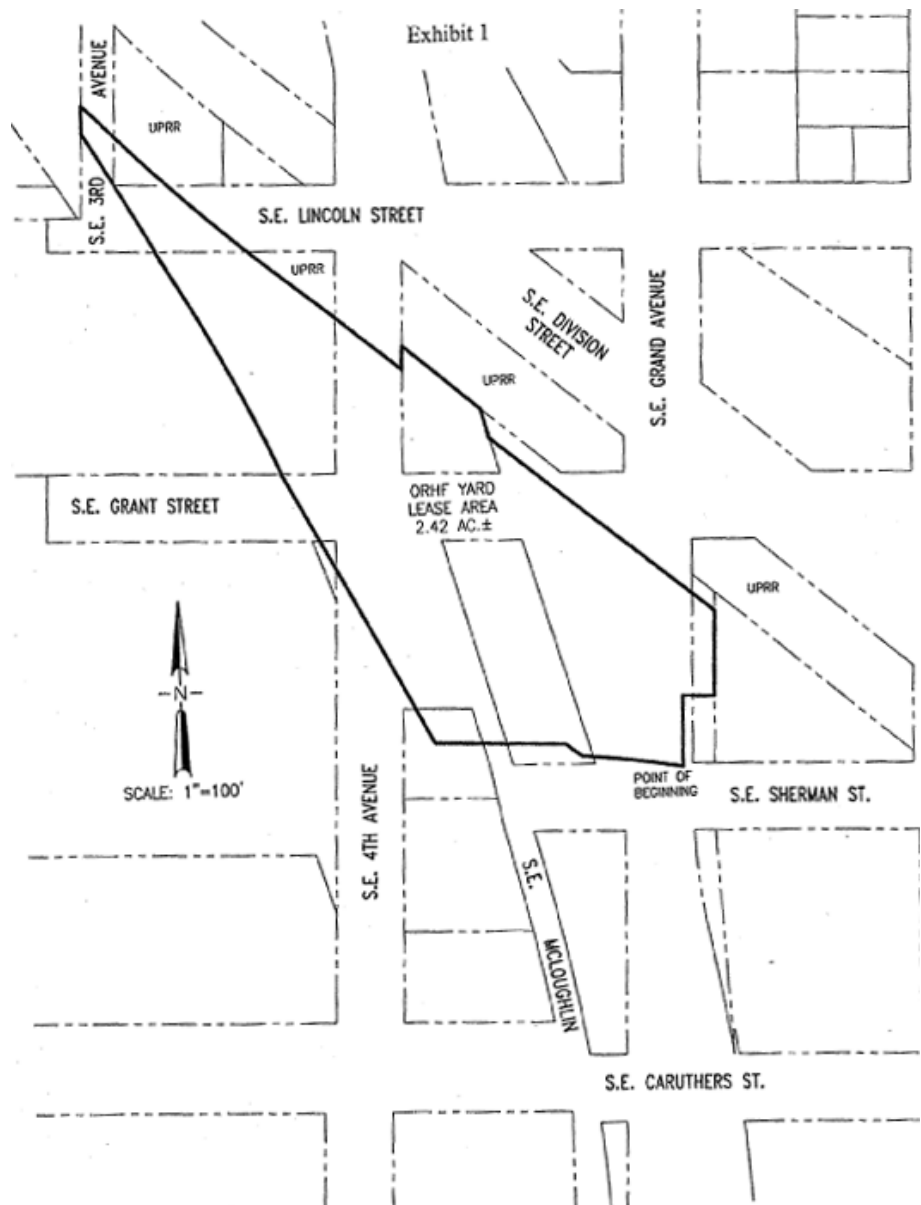 Exhibit 1
AVENUE
S.E. 3RD
UPRR
S.E. LINCOLN STREET
UPRR
S.E. DIVISION
STREET
S.E. GRAND AVENUE
UPRR
S.E. GRANT STREET
ORHF YARD
LEASE AREA
2.42 AC.±
UPRR
N
SCALE: 1"=100'
POINT OF
BEGINNING
S.E. SHERMAN ST.
S.E. 4TH AVENUE
S.E.
MCLOUGHLIN
S.E. CARUTHERS ST.